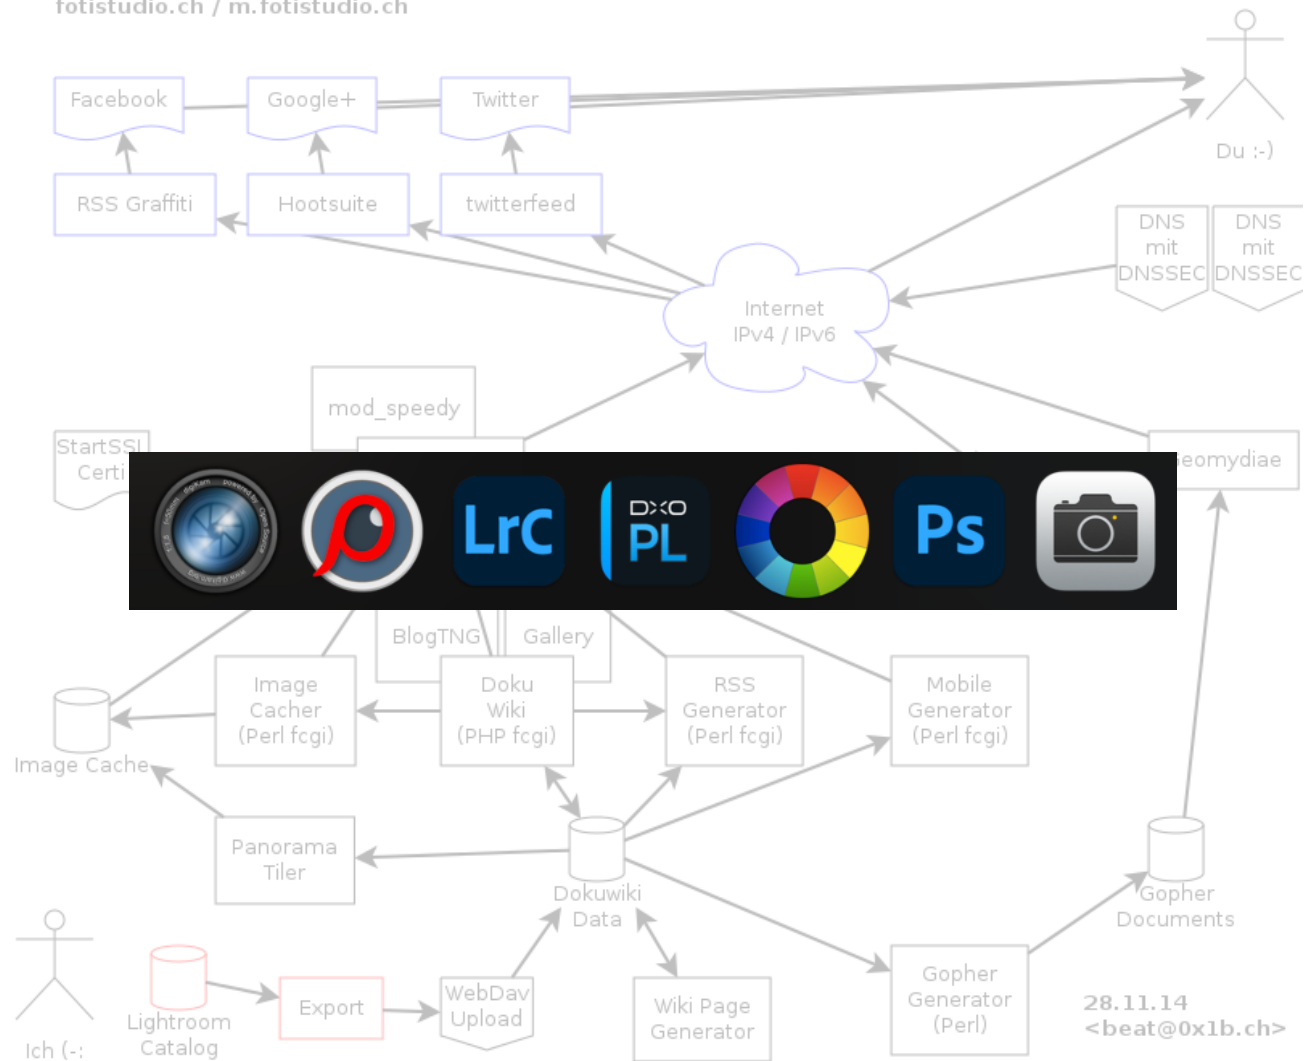 fotistudio.ch / m.fotistudio.ch
Facebook
Google+
Twitter
Du :-)
RSS Graffiti
Hootsuite
twitterfeed
DNS
mit
DNSSEC
DNS
mit
DNSSEC
Internet
IPv4 / IPv6
mod_speedy
StartSSL
Certi
eomydiae
LrC
DXO
PL
Ps
BlogTNG
Gallery
Image
Cacher
(Perl fcgi)
Doku
Wiki
(PHP fcgi)
RSS
Generator
(Perl fcgi)
Mobile
Generator
(Perl fcgi)
Image Cache
Panorama
Tiler
Dokuwiki
Data
Gopher
Documents
Ich (-:
Lightroom
Catalog
Export
WebDav
Upload
Wiki Page
Generator
Gopher
Generator
(Perl)
28.11.14
<beat@0x1b.ch>